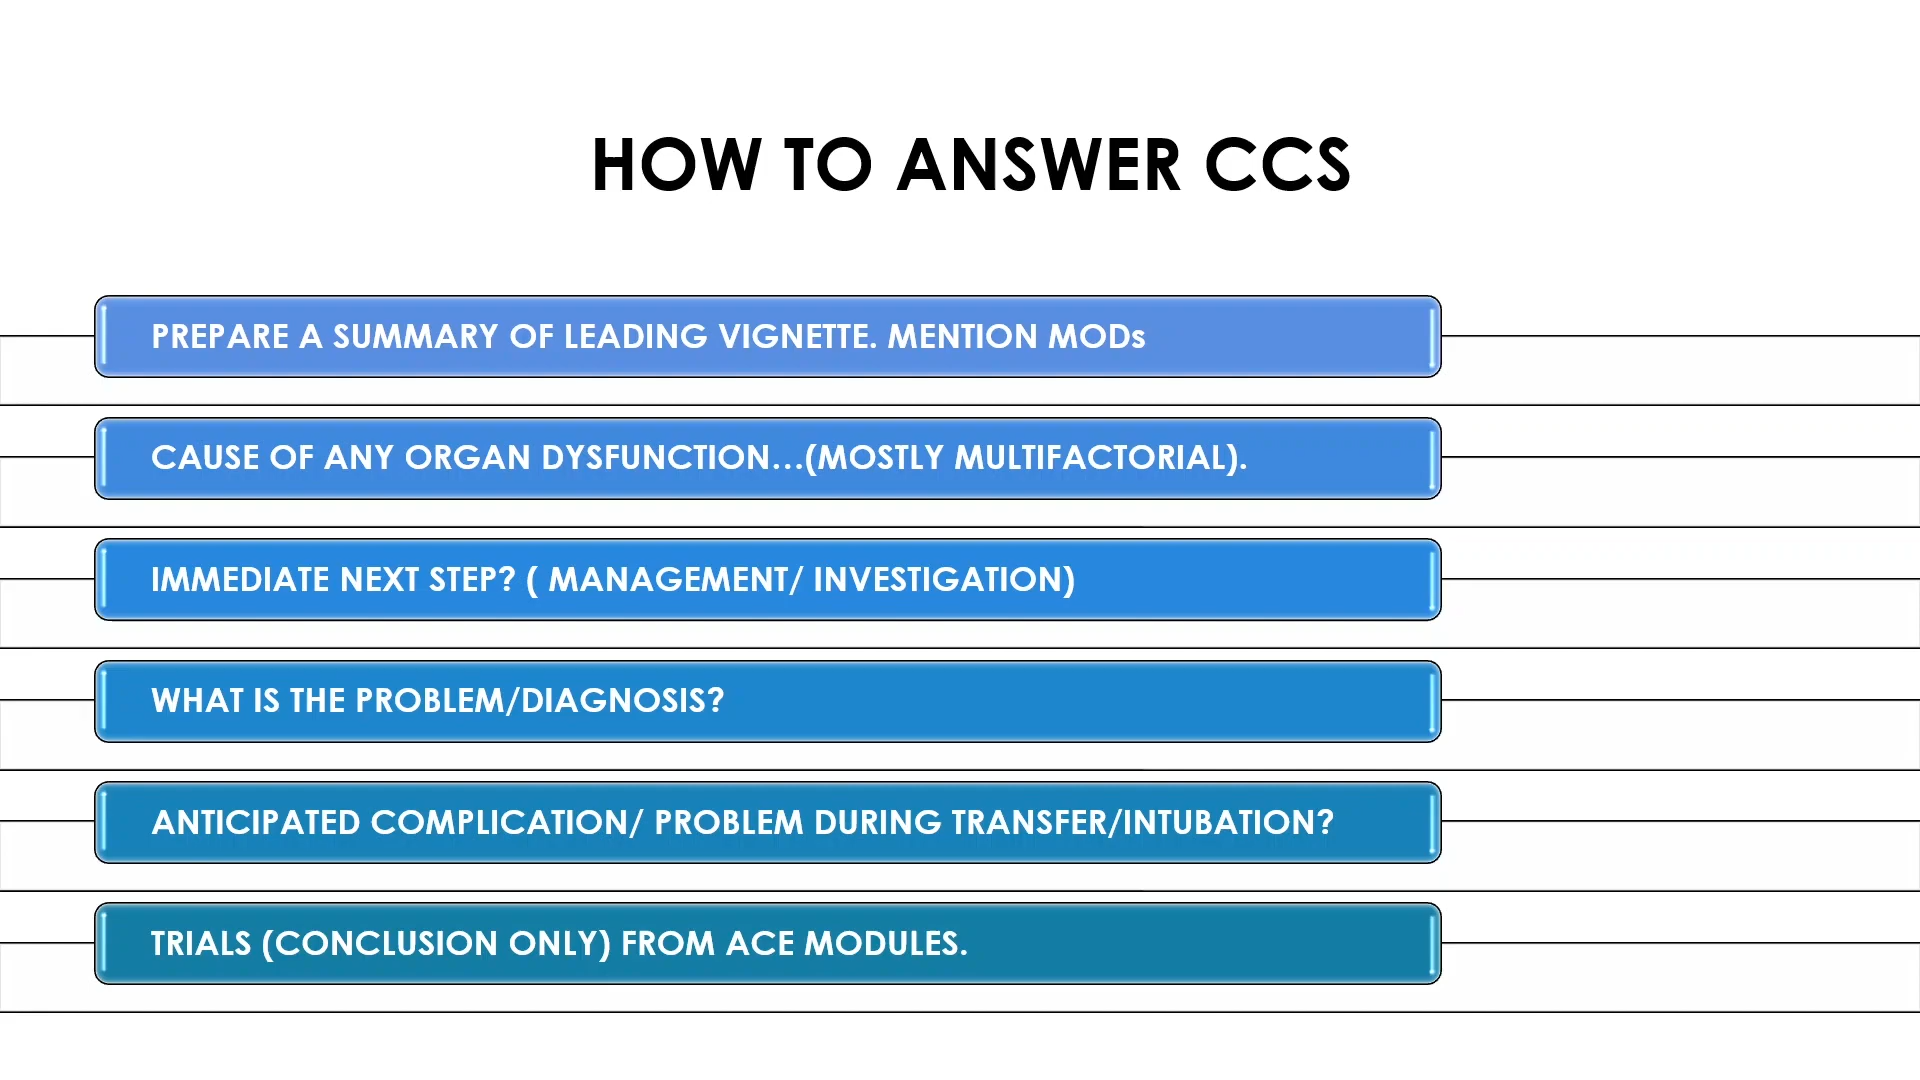 HOW TO ANSWER CCS
PREPARE A SUMMARY OF LEADING VIGNETTE. MENTION MODs
CAUSE OF ANY ORGAN DYSFUNCTION...(MOSTLY MULTIFACTORIAL).
IMMEDIATE NEXT STEP? ( MANAGEMENT/ INVESTIGATION)
WHAT IS THE PROBLEM/DIAGNOSIS?
ANTICIPATED COMPLICATION/ PROBLEM DURING TRANSFER/INTUBATION?
TRIALS (CONCLUSION ONLY) FROM ACE MODULES.